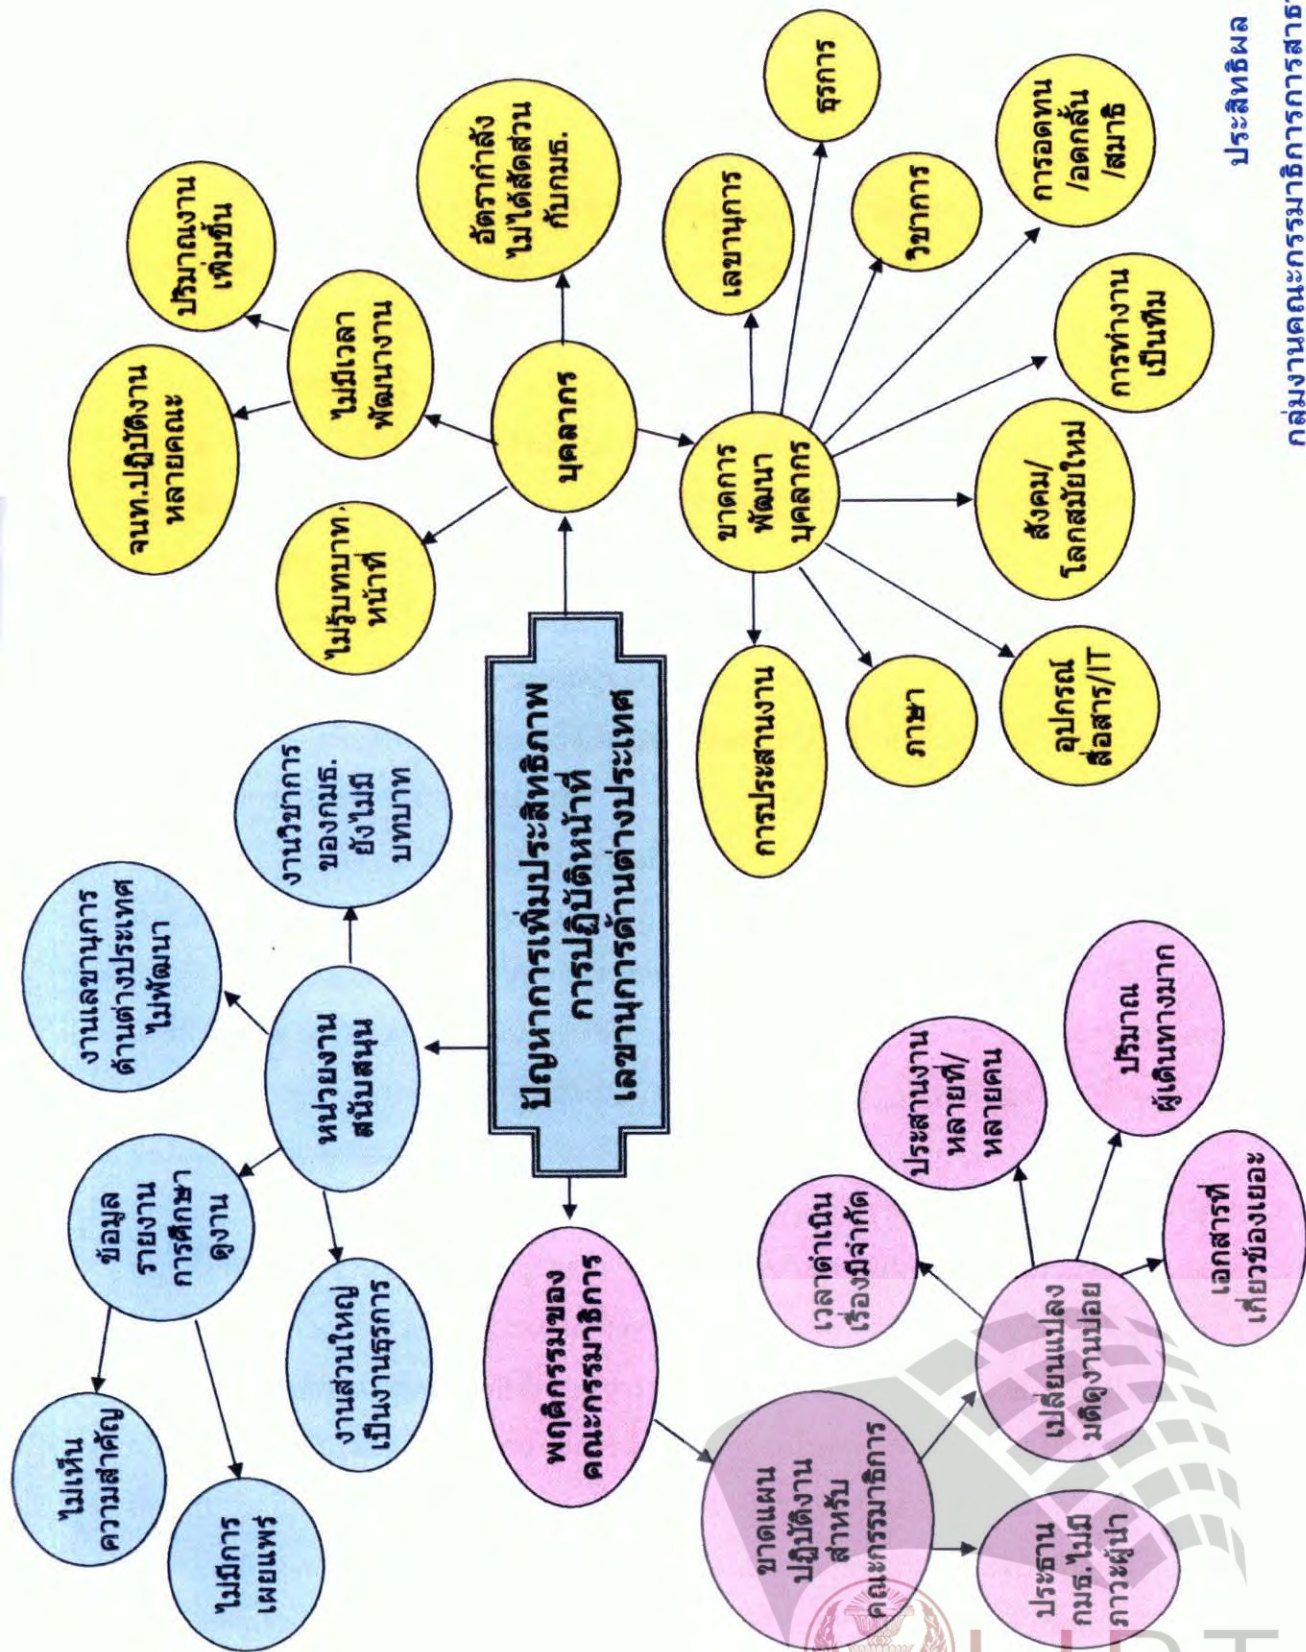 ปัญหาการเพิ่มประสิทธิภาพ
การปฏิบัติหน้าที่
เลขานุการด้านต่างประเทศ
หน่วยงาน
สนับสนุน
ไม่เห็น
ความสำคัญ
ไม่มีการ
เผยแพร่
ข้อมูล
รายงาน
การศึกษา
ดูงาน
งานส่วนใหญ่
เป็นงานธุรการ
งานเลขานุการ
ด้านต่างประเทศ
ไม่พัฒนา
งานวิชาการ
ของกมธ.
ยังไม่มี
บทบาท
บุคลากร
ไม่รู้บทบาท,
หน้าที่
จนท.ปฏิบัติงาน
หลายคณะ
ไม่มีเวลา
พัฒนางาน
ปริมาณงาน
เพิ่มขึ้น
อัตรากำลัง
ไม่ได้สัดส่วน
กับกมธ.
ขาดการ
พัฒนา
บุคลากร
การประสานงาน
ภาษา
อุปกรณ์
สื่อสาร/IT
สังคม/
โลกสมัยใหม่
การทำงาน
เป็นทีม
การอดทน
/อดกลั้น
/สมาธิ
วิชาการ
ธุรการ
เลขานุการ
พฤติกรรมของ
คณะกรรมาธิการ
ขาดแผน
ปฏิบัติงาน
สำหรับ
คณะกรรมาธิการ
ประธาน
กมธ.ไม่มี
ภาวะผู้นำ
เปลี่ยนแปลง
มติดูงานบ่อย
เวลาดำเนิน
เรื่องมีจำกัด
ประสานงาน
หลายที่/
หลายคน
ปริมาณ
ผู้เดินทางมาก
เอกสารที่
เกี่ยวข้องเยอะ
ประสิทธิผล
กลุ่มงานคณะกรรมาธิการการสาธา